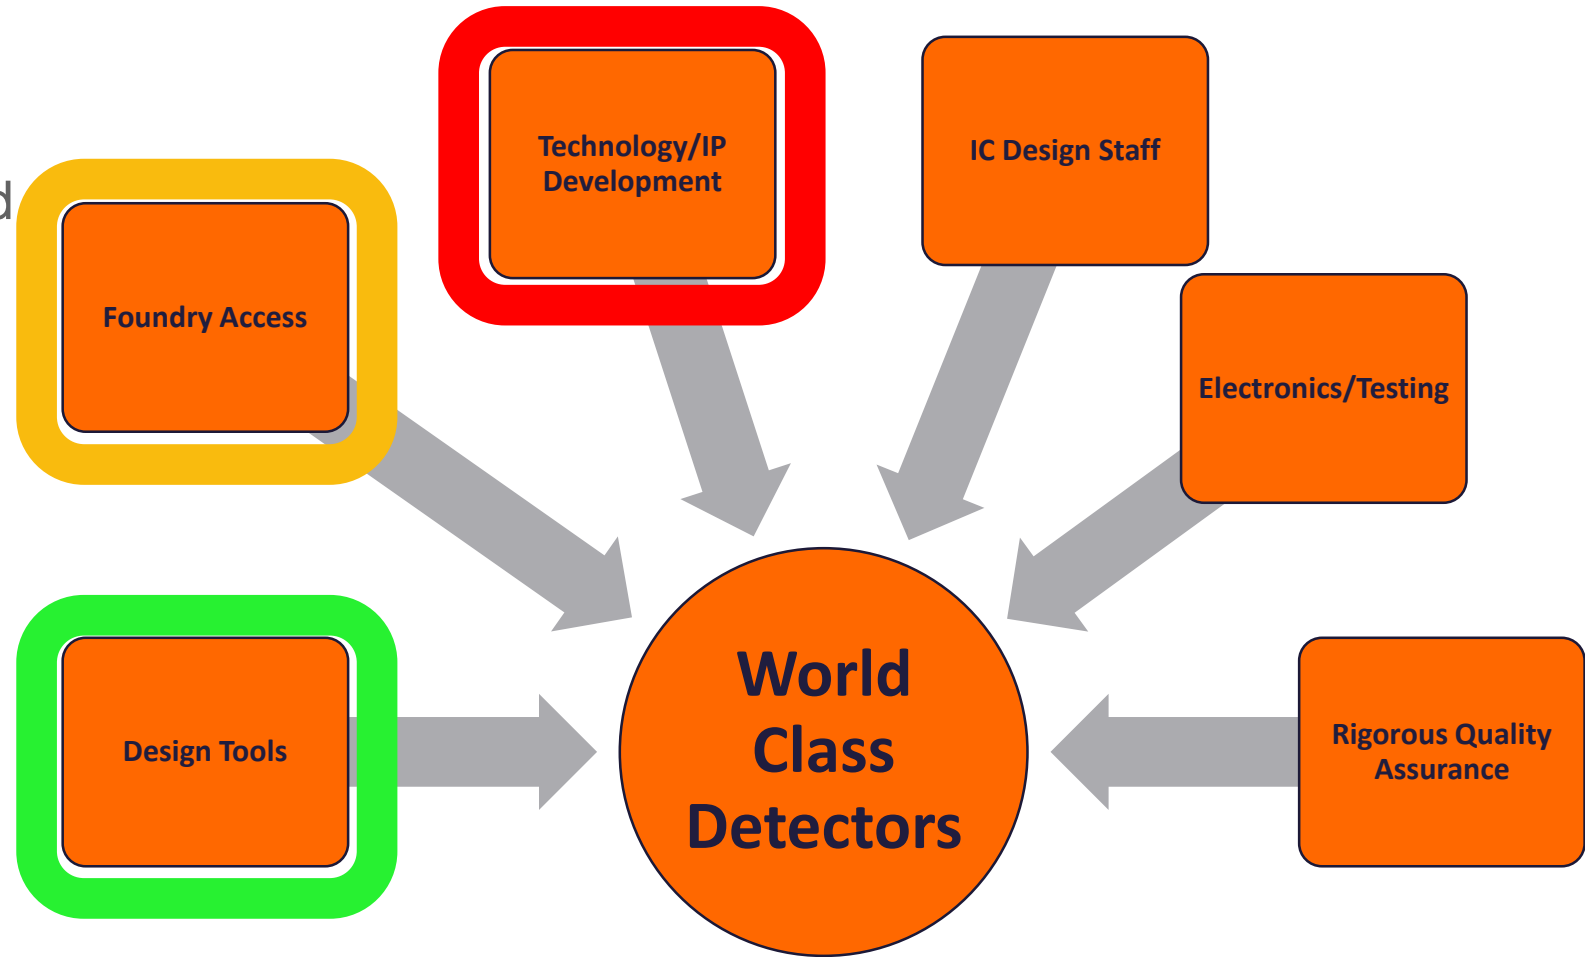 Technology/IP
Development
IC Design Staff
d
Foundry Access
Electronics/Testing
World
Class
Detectors
Design Tools
Rigorous Quality
Assurance